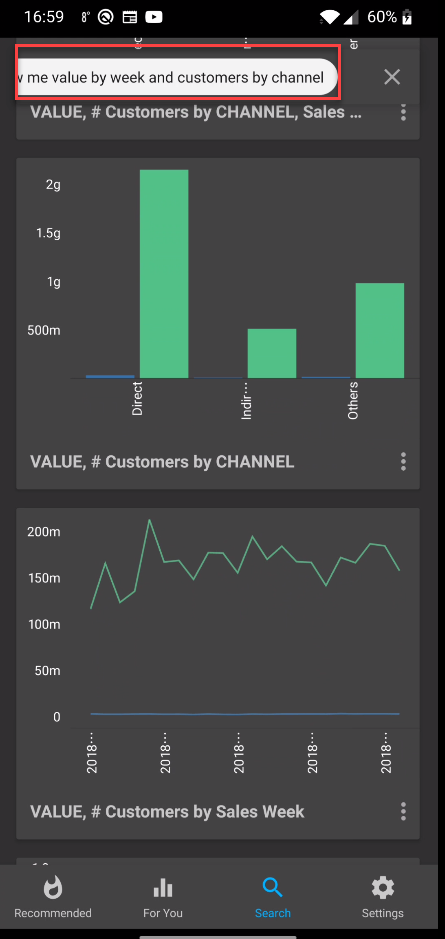 16:59 8° 60%
w me value by week and customers by channel
VALUE, # Customers by CHANNEL, Sales ...
2g
1.5g
1g
500m
Direct
Indir...
Others
VALUE, # Customers by CHANNEL
200m
150m
100m
50m
0
2018...
2018...
2018...
2018...
2018...
VALUE, # Customers by Sales Week
Recommended
For You
Search
Settings